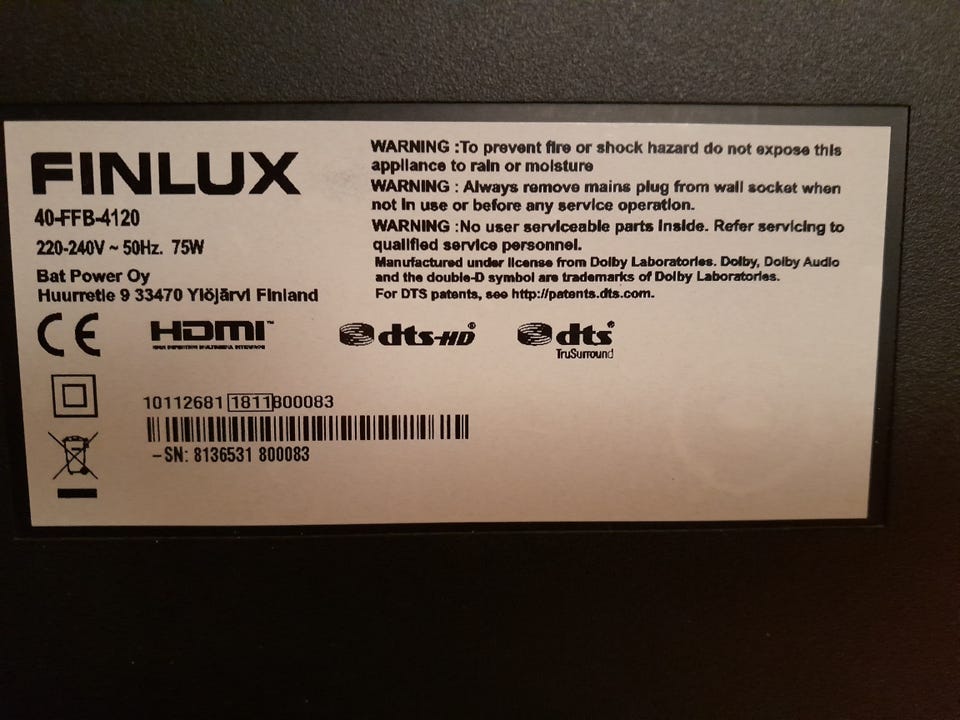 FINLUX
40-FFB-4120
220-240V ~ 50Hz. 75W
Bat Power Oy
Huurretie 9 33470 Ylöjärvi Finland
WARNING :To prevent fire or shock hazard do not expose this
appliance to rain or moisture
WARNING : Always remove mains plug from wall socket when
not in use or before any service operation.
WARNING :No user serviceable parts inside. Refer servicing to
qualified service personnel.
Manufactured under license from Dolby Laboratories. Dolby, Dolby Audio
and the double-D symbol are trademarks of Dolby Laboratories.
For DTS patents, see http://patents.dts.com.
CE
HDMI™
HIGH DEFINITION MULTIMEDIA INTERFACE
dts-HD®
dts®
TruSurround
10112681 1811 800083
-SN: 8136531 800083